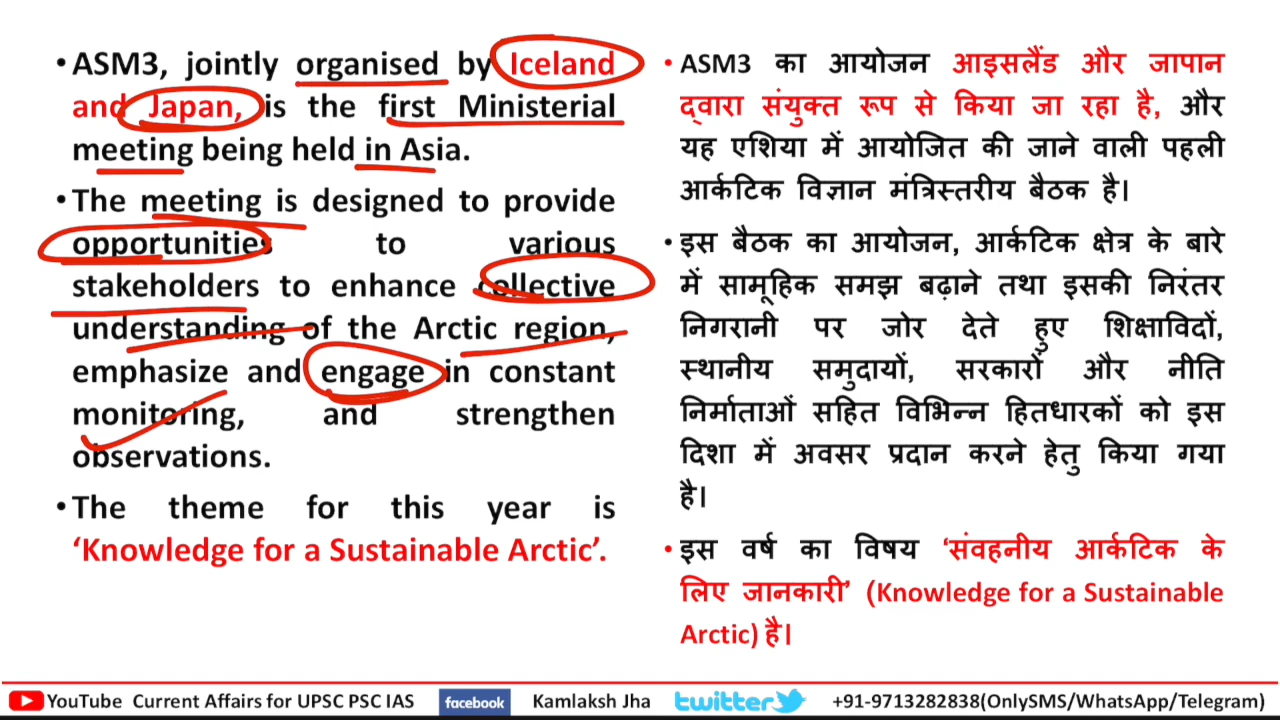 •ASM3, jointly organised by Iceland
and Japan, is the first Ministerial
meeting being held in Asia.
•The meeting is designed to provide
opportunities to various
stakeholders to enhance collective
understanding of the Arctic region,
emphasize and engage in constant
monitoring, and strengthen
observations.
•The theme for this year is
‘Knowledge for a Sustainable Arctic’.
• ASM3 का आयोजन आइसलैंड और जापान
द्वारा संयुक्त रूप से किया जा रहा है, और
यह एशिया में आयोजित की जाने वाली पहली
आर्कटिक विज्ञान मंत्रिस्तरीय बैठक है।
•इस बैठक का आयोजन, आर्कटिक क्षेत्र के बारे
में सामूहिक समझ बढ़ाने तथा इसकी निरंतर
निगरानी पर जोर देते हुए शिक्षाविदों,
स्थानीय समुदायों, सरकारों और नीति
निर्माताओं सहित विभिन्न हितधारकों को इस
दिशा में अवसर प्रदान करने हेतु किया गया
है।
•इस वर्ष का विषय ‘संवहनीय आर्कटिक के
लिए जानकारी’ (Knowledge for a Sustainable
Arctic) है।
YouTube Current Affairs for UPSC PSC IAS facebook Kamlaksh Jha twitter +91-9713282838(OnlySMS/WhatsApp/Telegram)